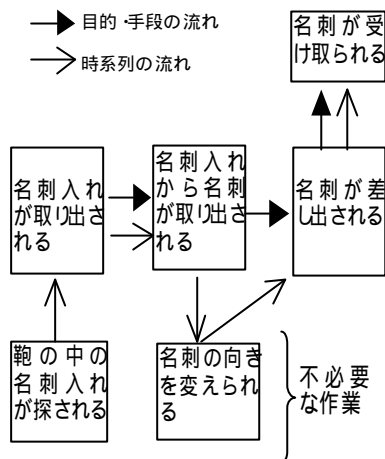 目的・手段の流れ
時系列の流れ
名刺が受
け取られる
名刺入れ
が取り出さ
れる
名刺入れ
から名刺
が取り出さ
れる
名刺が差
し出される
鞄の中の
名刺入れ
が探される
名刺の向き
を変えられ
る
不必要
な作業